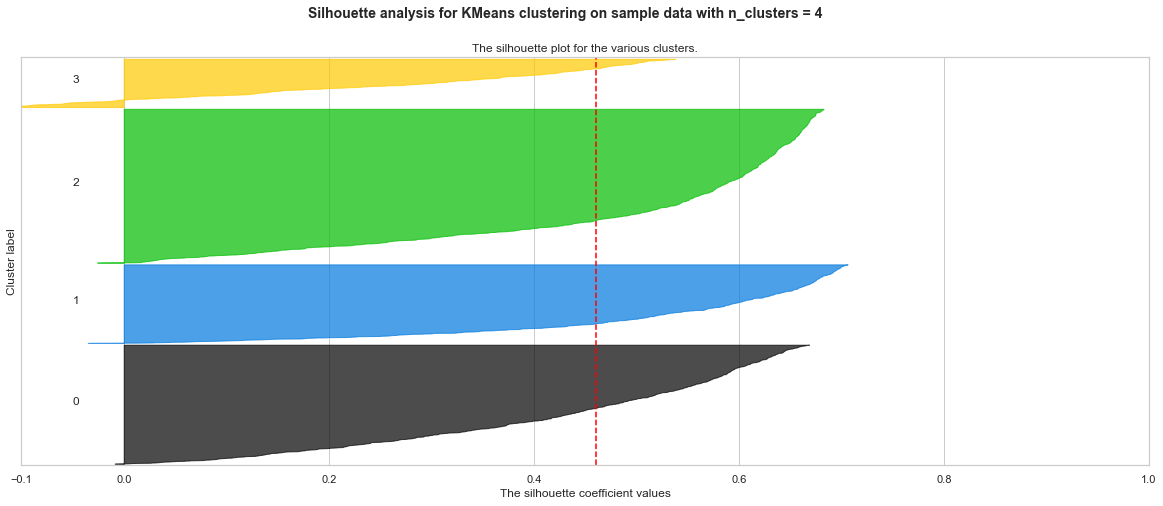 Silhouette analysis for KMeans clustering on sample data with n_clusters = 4
The silhouette plot for the various clusters.
3
2
1
0
Cluster label
−0.1 0.0 0.2 0.4 0.6 0.8 1.0
The silhouette coefficient values